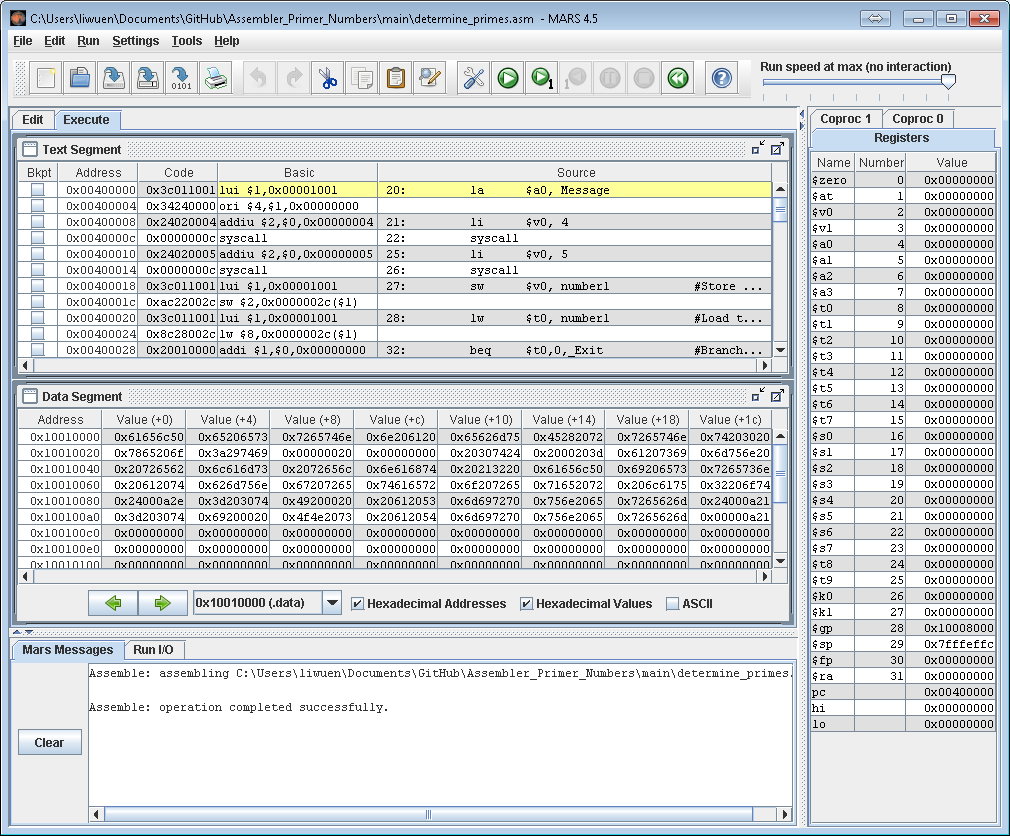 C:\Users\liwuen\Documents\GitHub\Assembler_Primer_Numbers\main\determine_primes.asm - MARS 4.5
File Edit Run Settings Tools Help
Run speed at max (no interaction)
0101 1
Edit Execute
Text Segment
Bkpt Address Code Basic Source
0x00400000 0x3c011001 lui $1,0x00001001 20: la $a0, Message
0x00400004 0x34240000 ori $4,$1,0x00000000
0x00400008 0x24020004 addiu $2,$0,0x00000004 21: li $v0, 4
0x0040000c 0x0000000c syscall 22: syscall
0x00400010 0x24020005 addiu $2,$0,0x00000005 25: li $v0, 5
0x00400014 0x0000000c syscall 26: syscall
0x00400018 0x3c011001 lui $1,0x00001001 27: sw $v0, number1 #Store ...
0x0040001c 0xac22002c sw $2,0x0000002c($1)
0x00400020 0x3c011001 lui $1,0x00001001 28: lw $t0, number1 #Load t...
0x00400024 0x8c28002c lw $8,0x0000002c($1)
0x00400028 0x20010000 addi $1,$0,0x00000000 32: beq $t0,0,_Exit #Branch...
Data Segment
Address Value (+0) Value (+4) Value (+8) Value (+c) Value (+10) Value (+14) Value (+18) Value (+1c)
0x10010000 0x61656c50 0x65206573 0x7265746e 0x6e206120 0x65626d75 0x45282072 0x7265746e 0x74203020
0x10010020 0x7865206f 0x3a297469 0x00000020 0x00000000 0x20307424 0x2000203d 0x61207369 0x6d756e20
0x10010040 0x20726562 0x6c616d73 0x2072656c 0x6e616874 0x20213220 0x61656c50 0x69206573 0x7265736e
0x10010060 0x20612074 0x626d756e 0x67207265 0x74616572 0x6f207265 0x71652072 0x206c6175 0x32206f74
0x10010080 0x24000a2e 0x3d203074 0x49200020 0x20612053 0x6d697270 0x756e2065 0x7265626d 0x24000a21
0x100100a0 0x3d203074 0x69200020 0x4f4e2073 0x20612054 0x6d697270 0x756e2065 0x7265626d 0x00000a21
0x100100c0 0x00000000 0x00000000 0x00000000 0x00000000 0x00000000 0x00000000 0x00000000 0x00000000
0x100100e0 0x00000000 0x00000000 0x00000000 0x00000000 0x00000000 0x00000000 0x00000000 0x00000000
0x10010100 0x00000000 0x00000000 0x00000000 0x00000000 0x00000000 0x00000000 0x00000000 0x00000000
0x10010000 (.data) Hexadecimal Addresses Hexadecimal Values ASCII
Mars Messages Run I/O
Assemble: assembling C:\Users\liwuen\Documents\GitHub\Assembler_Primer_Numbers\main\determine_primes.
Assemble: operation completed successfully.
Clear
Coproc 1 Coproc 0
Registers
Name Number Value
$zero 0 0x00000000
$at 1 0x00000000
$v0 2 0x00000000
$v1 3 0x00000000
$a0 4 0x00000000
$a1 5 0x00000000
$a2 6 0x00000000
$a3 7 0x00000000
$t0 8 0x00000000
$t1 9 0x00000000
$t2 10 0x00000000
$t3 11 0x00000000
$t4 12 0x00000000
$t5 13 0x00000000
$t6 14 0x00000000
$t7 15 0x00000000
$s0 16 0x00000000
$s1 17 0x00000000
$s2 18 0x00000000
$s3 19 0x00000000
$s4 20 0x00000000
$s5 21 0x00000000
$s6 22 0x00000000
$s7 23 0x00000000
$t8 24 0x00000000
$t9 25 0x00000000
$k0 26 0x00000000
$k1 27 0x00000000
$gp 28 0x10008000
$sp 29 0x7fffeffc
$fp 30 0x00000000
$ra 31 0x00000000
pc 0x00400000
hi 0x00000000
lo 0x00000000